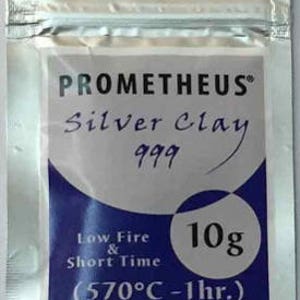 PROMETHEUS®
Silver Clay
999
10g
Low Fire
&
Short Time
(570°C -1hr.)